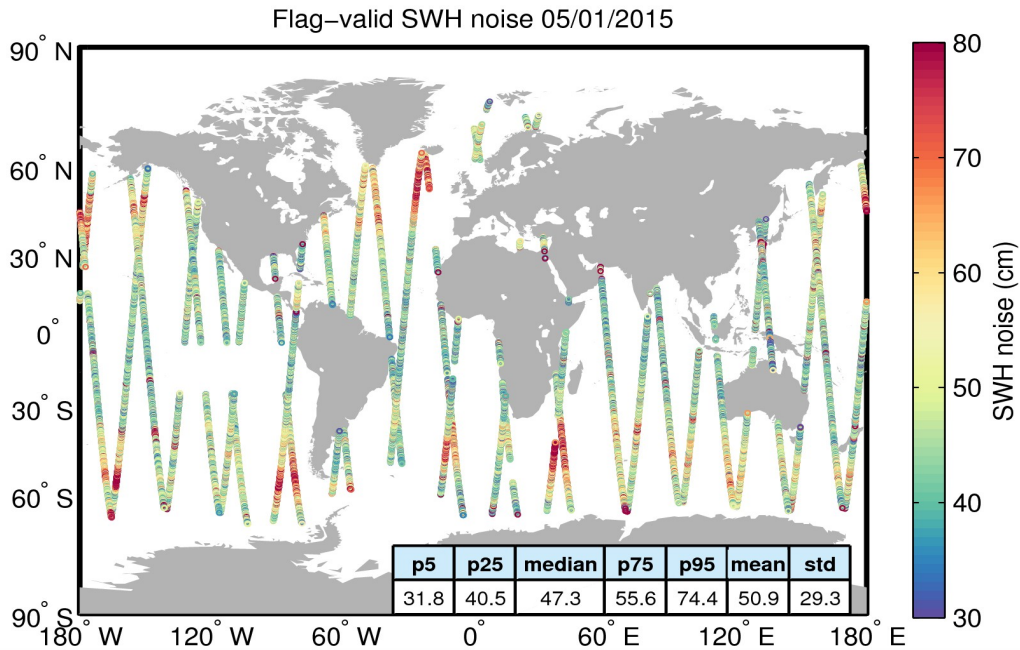 Flag−valid SWH noise 05/01/2015
90° N
60° N
30° N
0°
30° S
60° S
90° S
180° W
120° W
60° W
0°
60° E
120° E
180° E
p5 p25 median p75 p95 mean std
31.8 40.5 47.3 55.6 74.4 50.9 29.3
80
70
60
50
40
30
SWH noise (cm)